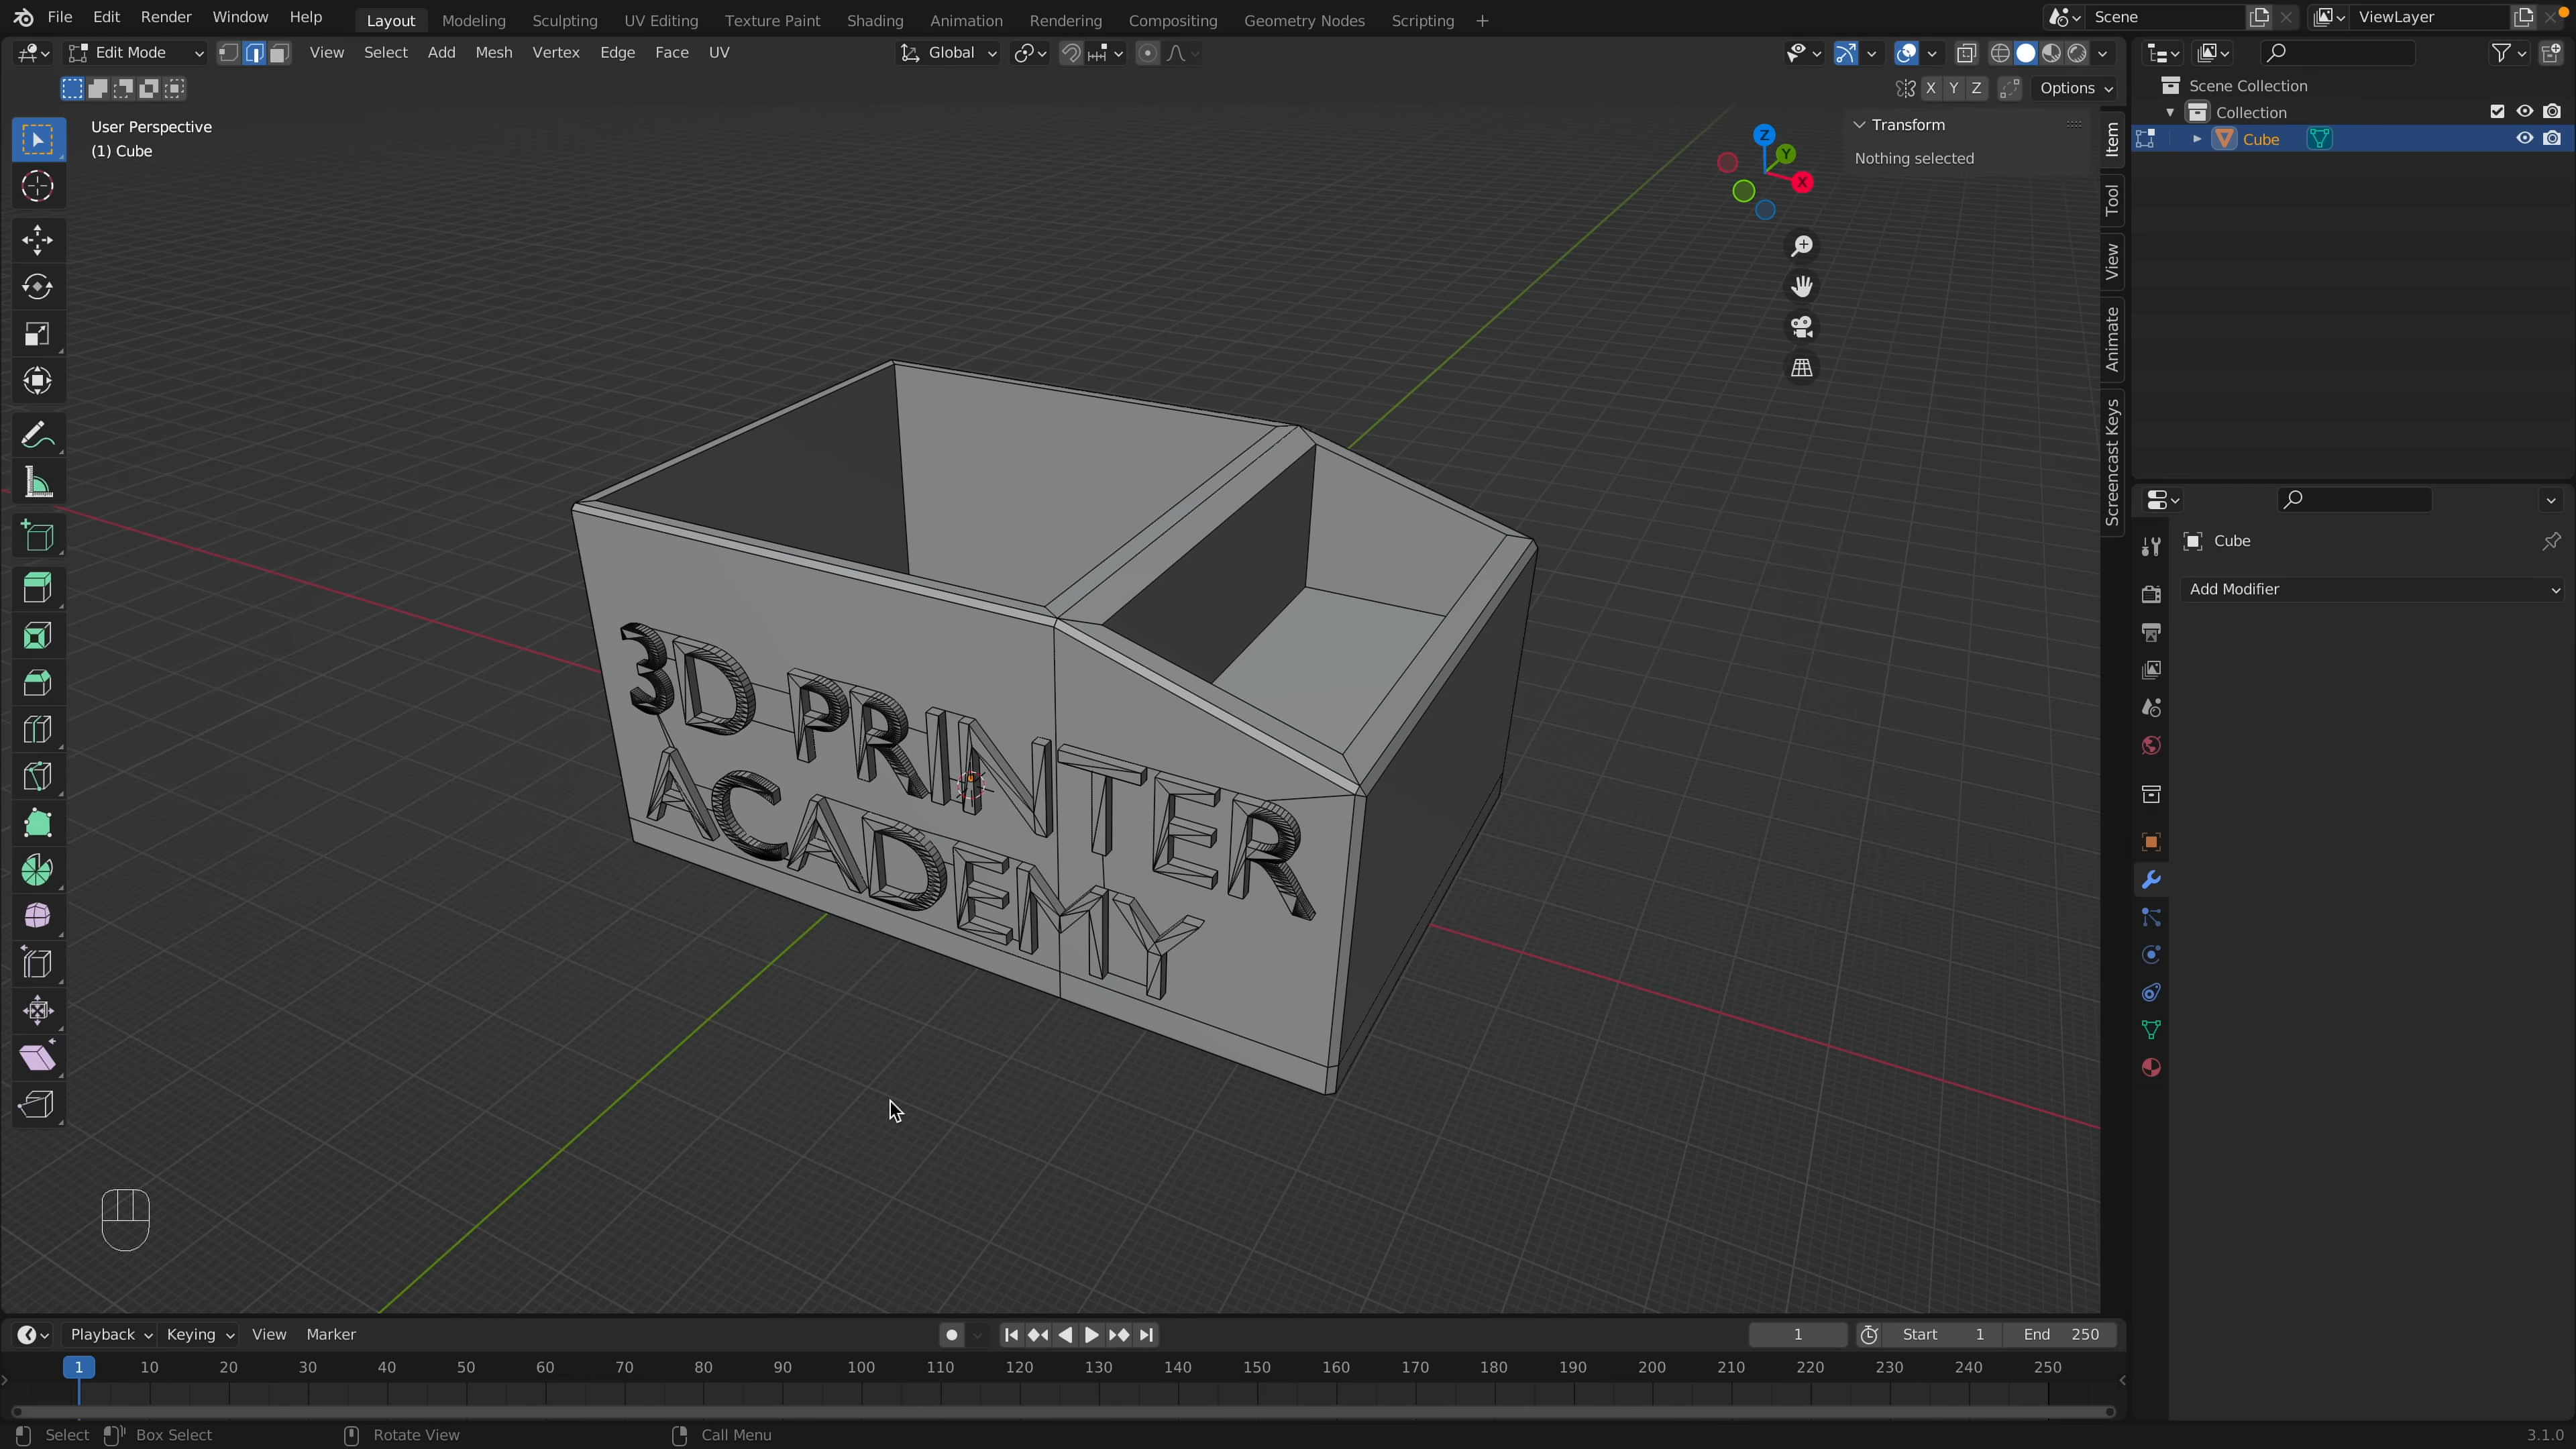 File Edit Render Window Help Layout Modeling Sculpting UV Editing Texture Paint Shading Animation Rendering Compositing Geometry Nodes Scripting + Scene ViewLayer
Edit Mode View Select Add Mesh Vertex Edge Face UV Global
X Y Z Options
User Perspective
(1) Cube
Z
Y
X
Transform
Nothing selected
Item
Tool
View
Animate
Screencast Keys
Scene Collection
Collection
Cube
Cube
Add Modifier
3D PRINTER
ACADEMY
Playback Keying View Marker 1 Start 1 End 250
1 10 20 30 40 50 60 70 80 90 100 110 120 130 140 150 160 170 180 190 200 210 220 230 240 250
Select Box Select Rotate View Call Menu 3.1.0